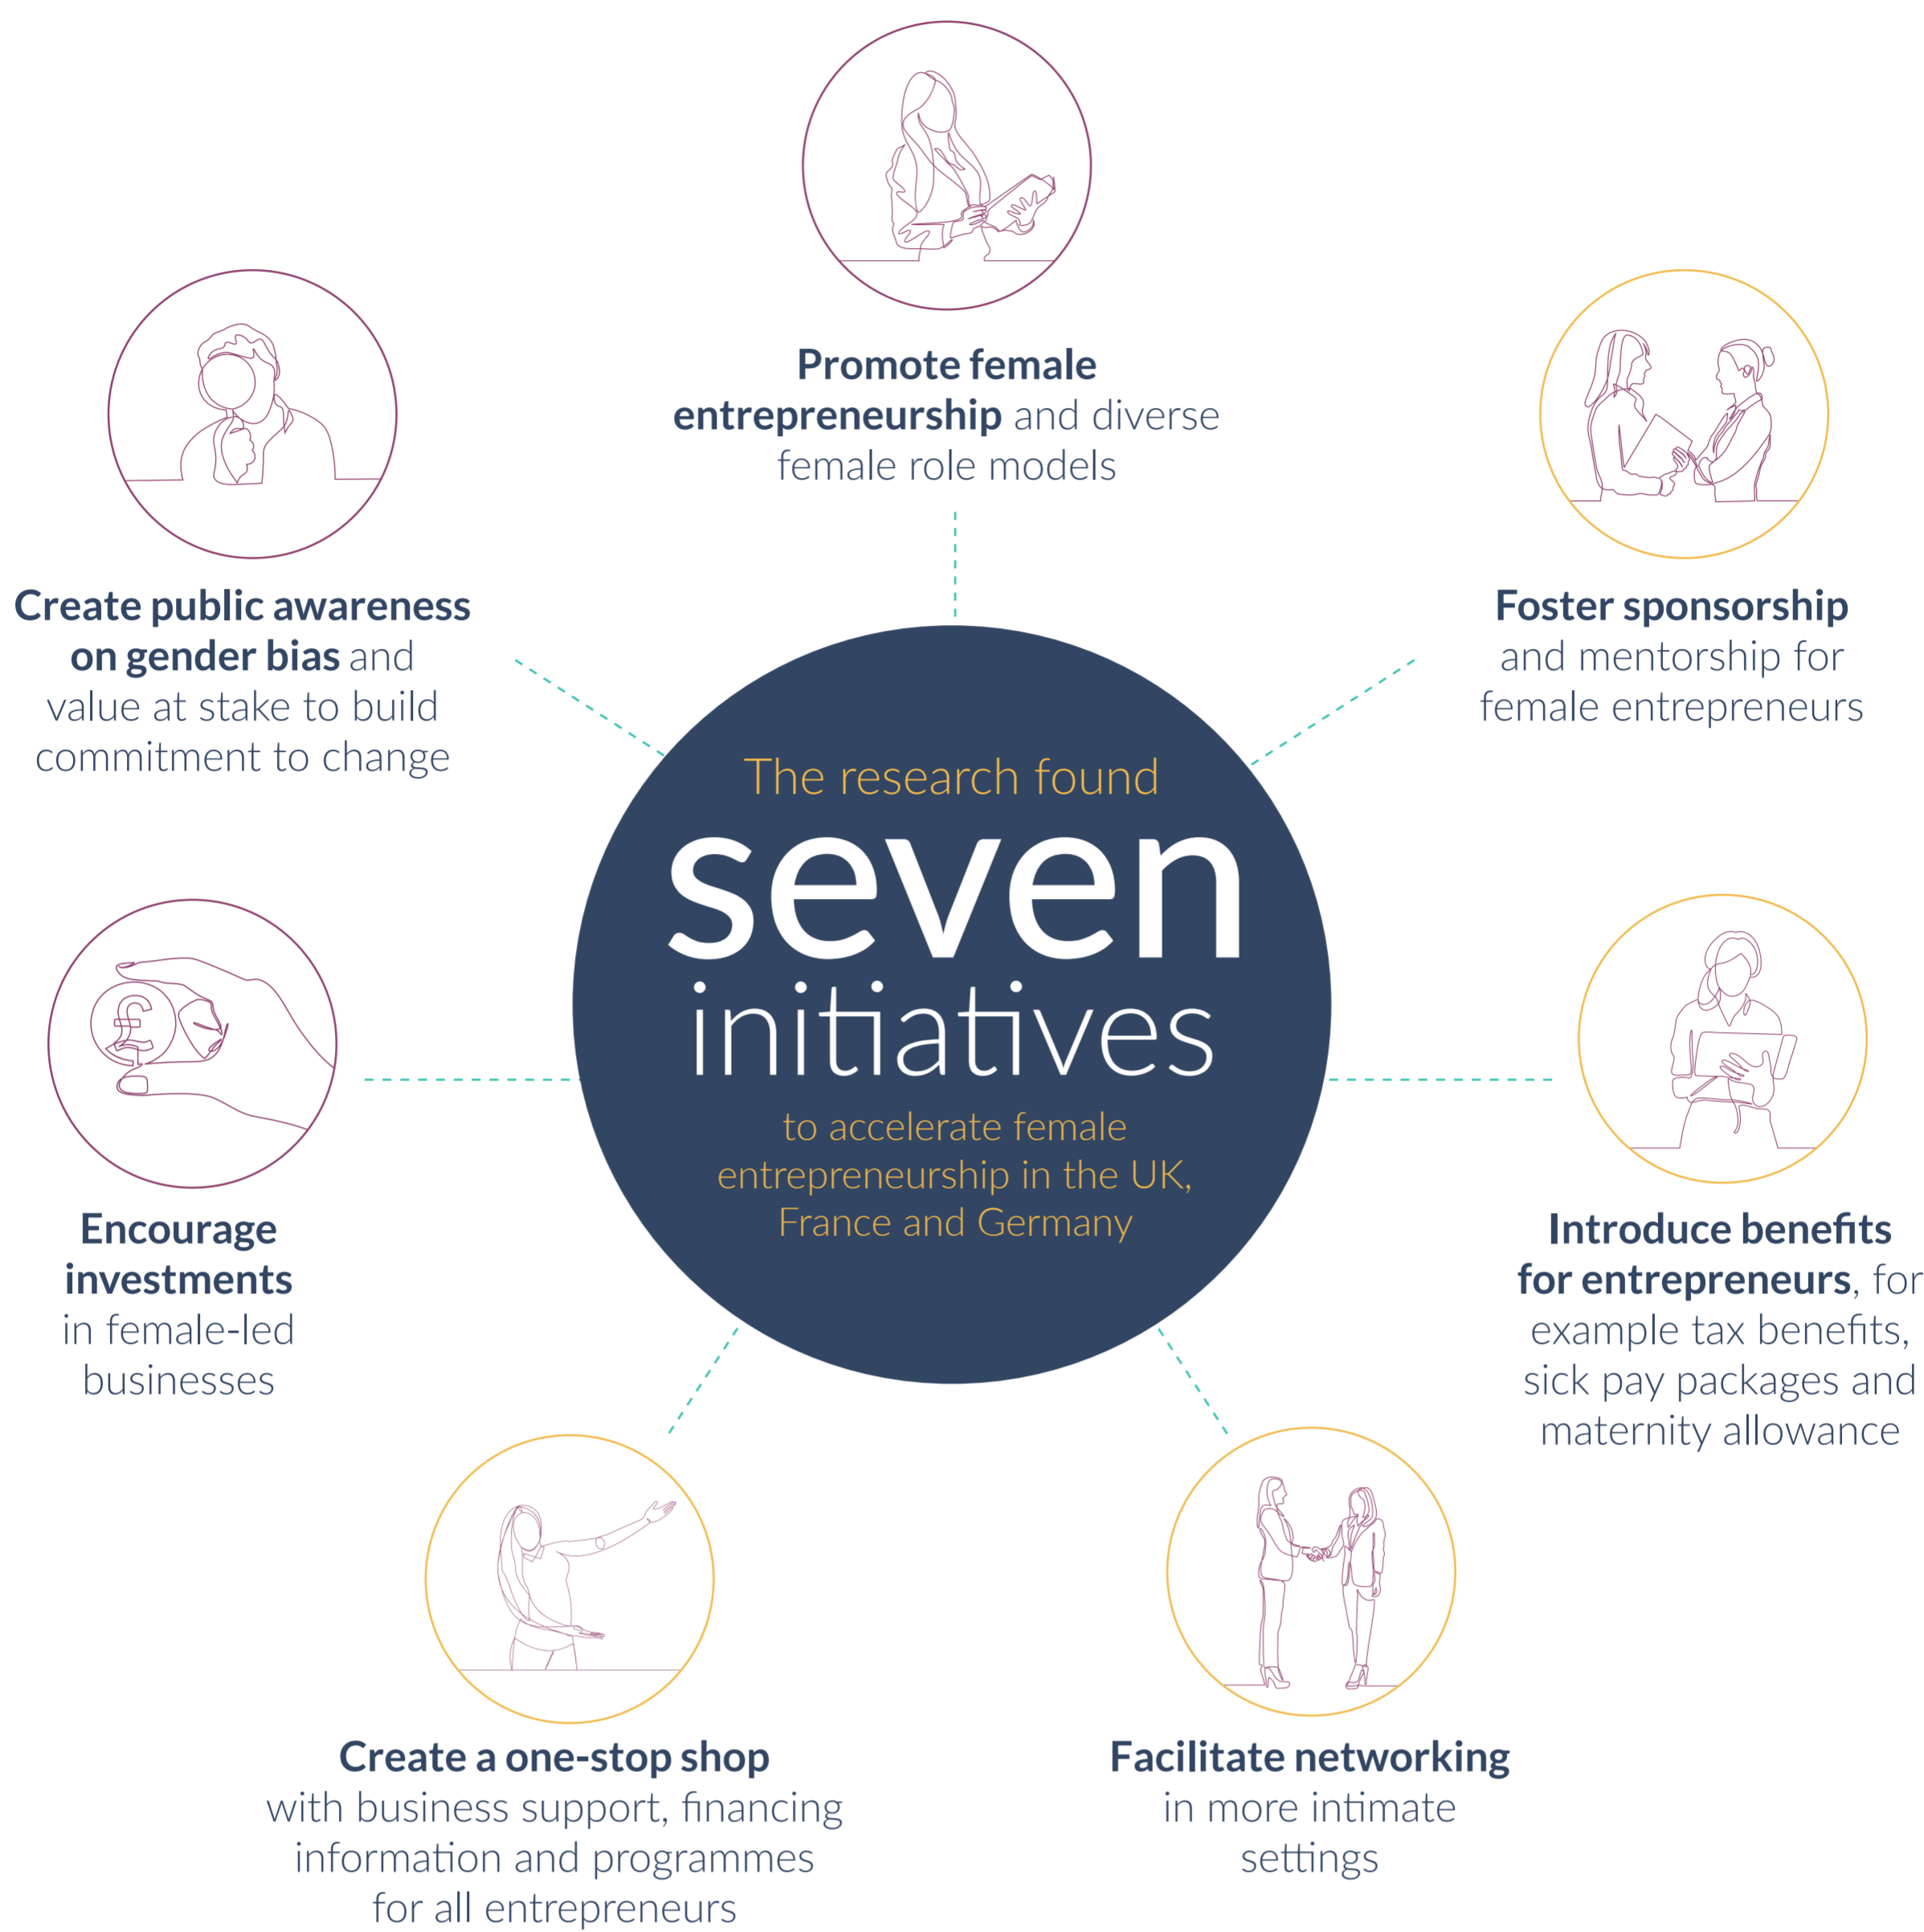 Promote female
entrepreneurship and diverse
female role models
Create public awareness
on gender bias and
value at stake to build
commitment to change
Foster sponsorship
and mentorship for
female entrepreneurs
The research found
seven
initiatives
to accelerate female
entrepreneurship in the UK,
France and Germany
£
Encourage
investments
in female-led
businesses
Introduce benefits
for entrepreneurs, for
example tax benefits,
sick pay packages and
maternity allowance
Create a one-stop shop
with business support, financing
information and programmes
for all entrepreneurs
Facilitate networking
in more intimate
settings